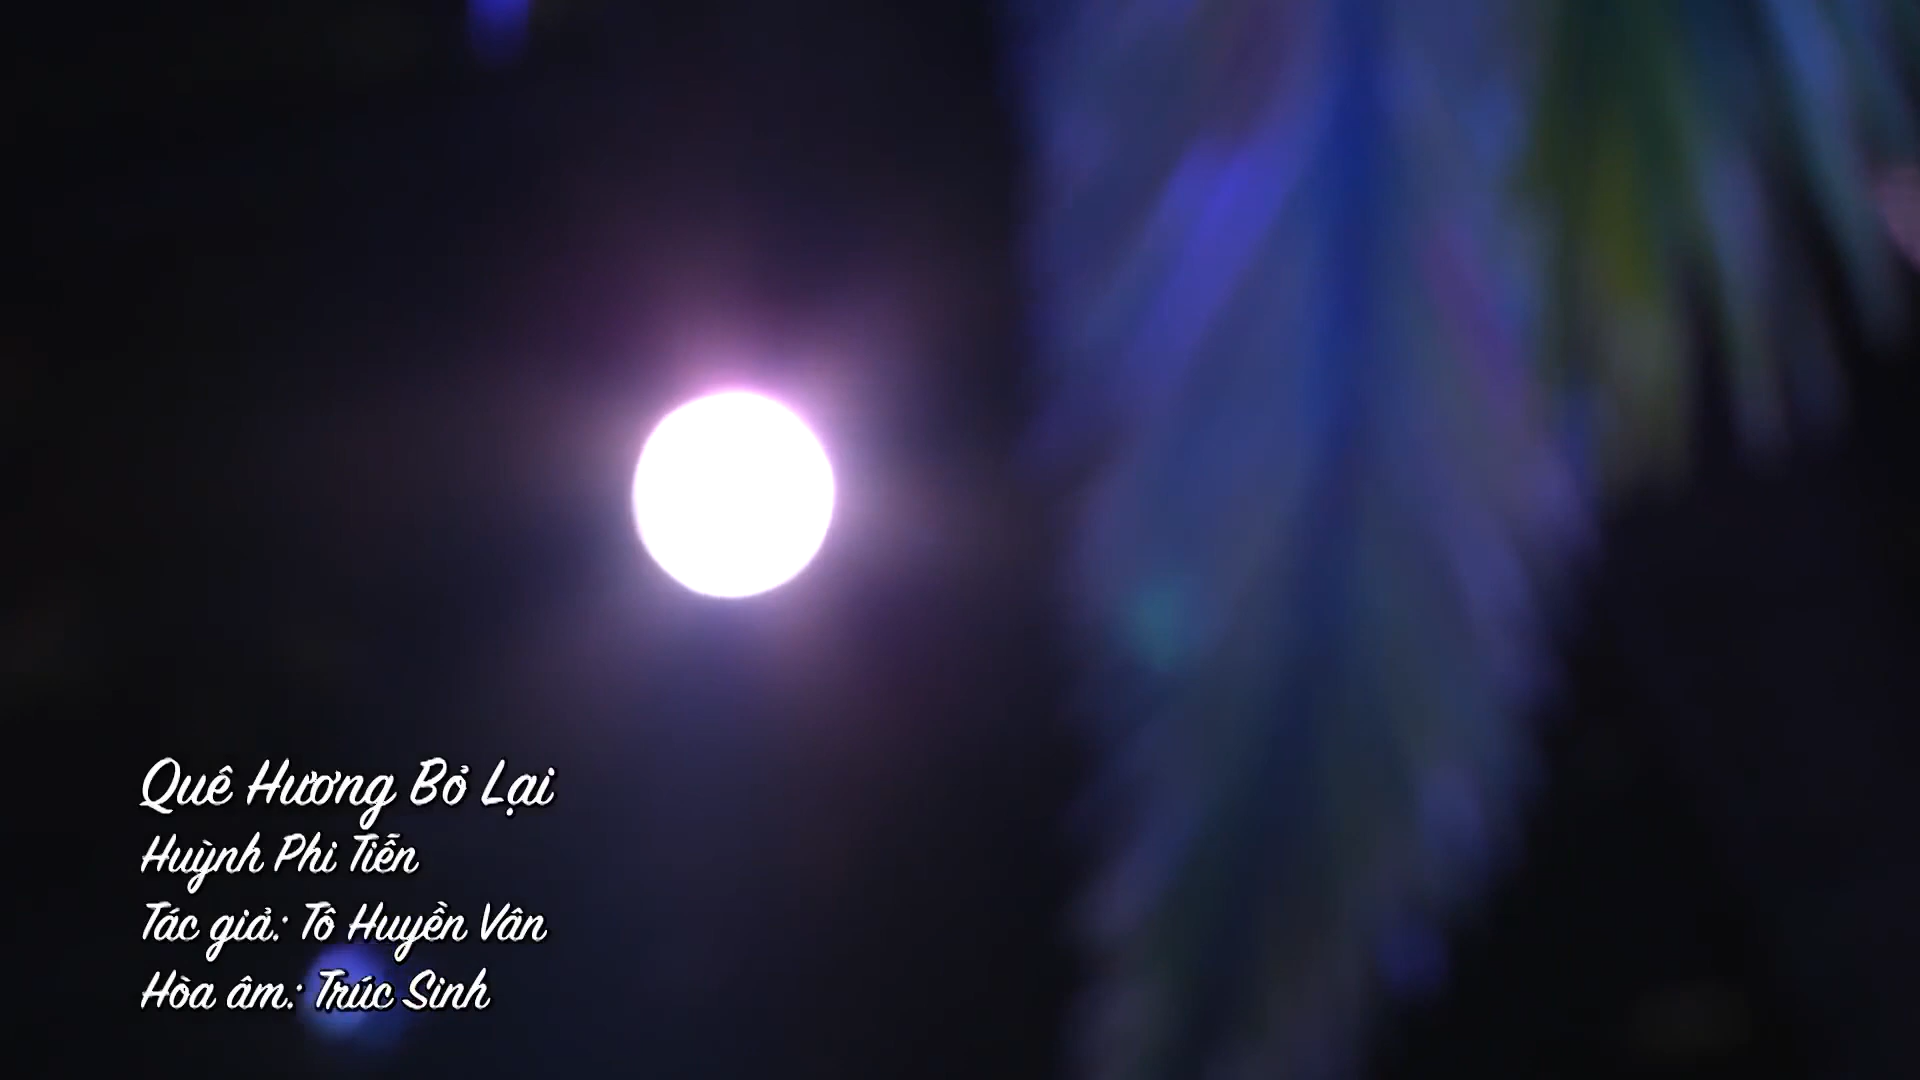 Quê Hương Bỏ Lại
Huỳnh Phi Tiễn
Tác giả: Tô Huyền Vân
Hòa âm: Trúc Sinh